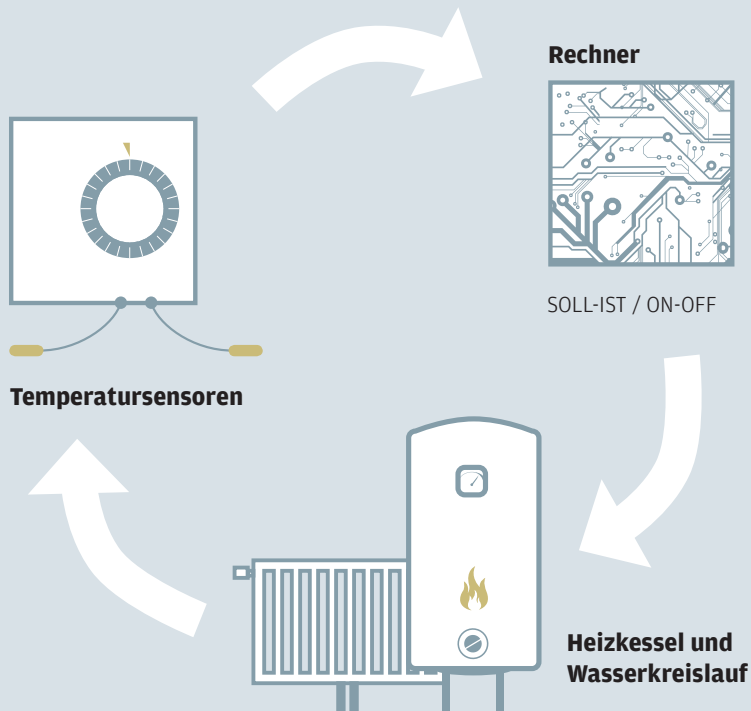 Rechner
SOLL-IST / ON-OFF
Temperatursensoren
Heizkessel und
Wasserkreislauf